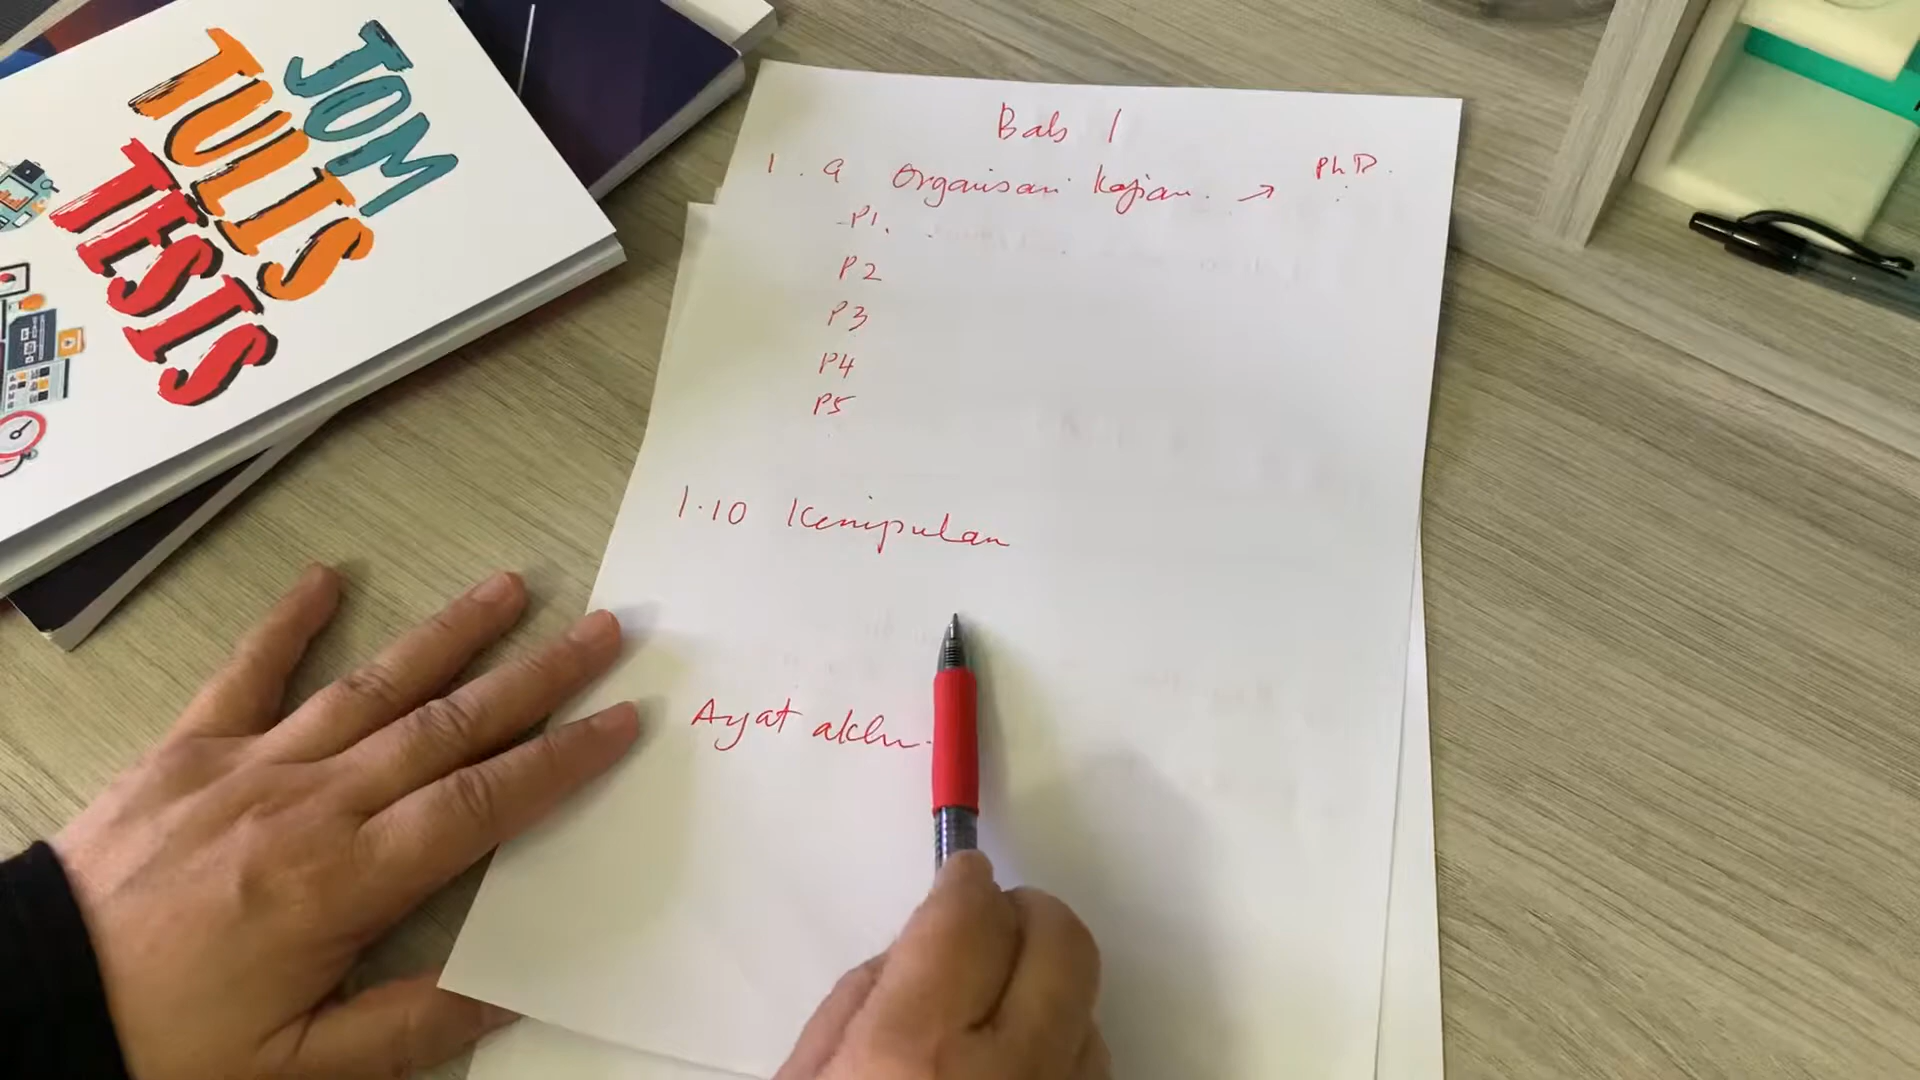 JOM
TULIS
TESIS
Bab 1
1.9 Organisasi Kajian. → PhD.
P1.
P2
P3
P4
P5
1.10 Kesimpulan
Ayat akhir.